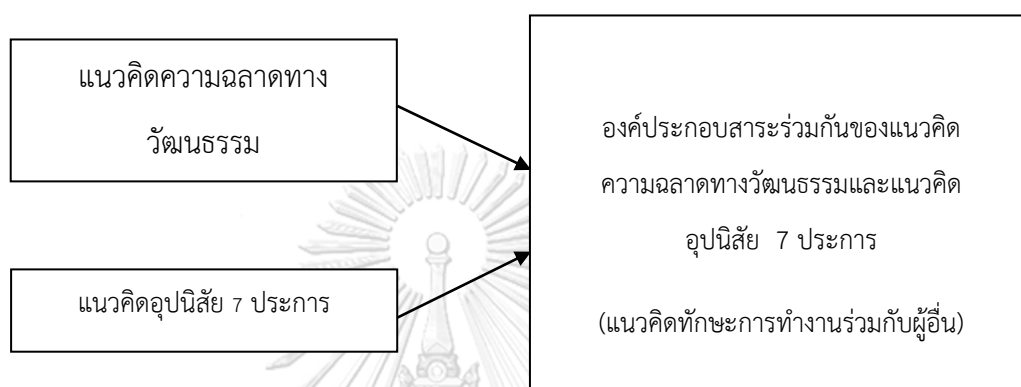 แนวคิดความฉลาดทาง
วัฒนธรรม
แนวคิดอุปนิสัย 7 ประการ
องค์ประกอบสาระร่วมกันของแนวคิด
ความฉลาดทางวัฒนธรรมและแนวคิด
อุปนิสัย 7 ประการ
(แนวคิดทักษะการทำงานร่วมกับผู้อื่น)